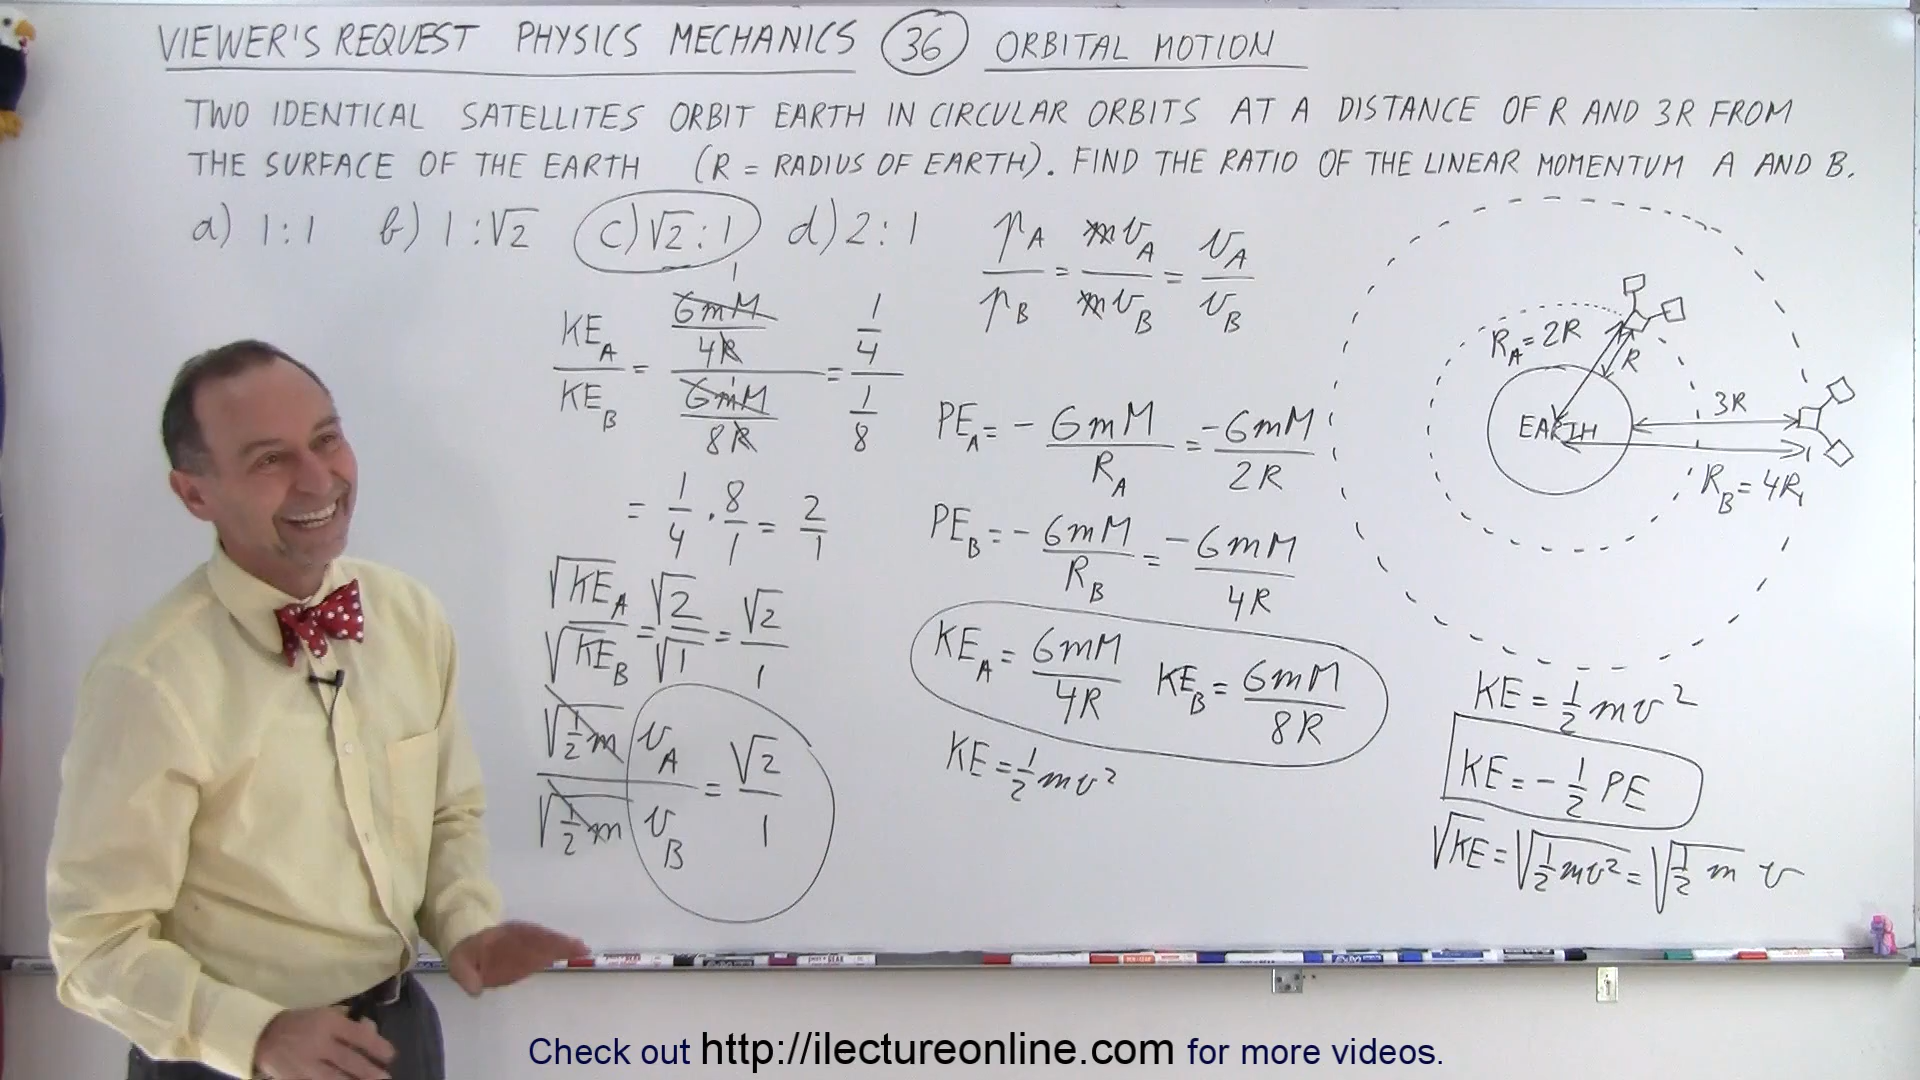 VIEWER'S REQUEST PHYSICS MECHANICS 36 ORBITAL MOTION
TWO IDENTICAL SATELLITES ORBIT EARTH IN CIRCULAR ORBITS AT A DISTANCE OF R AND 3R FROM
THE SURFACE OF THE EARTH (R = RADIUS OF EARTH). FIND THE RATIO OF THE LINEAR MOMENTUM A AND B.
a) 1:1 b) 1:√2 c) √2:1 d) 2:1
p_A/p_B = mv_A/mv_B = v_A/v_B
KE_A/KE_B = (GmM/4R)/(GmM/8R) = (1/4)/(1/8)
= 1/4 · 8/1 = 2/1
√KE_A/√KE_B = √2/√1 = √2/1
√(1/2 m) v_A / √(1/2 m) v_B = √2/1
PE_A = - GmM/R_A = -GmM/2R
PE_B = - GmM/R_B = -GmM/4R
KE_A = GmM/4R KE_B = GmM/8R
KE = 1/2 mv²
R_A = 2R
R
EARTH
3R
R_B = 4R
KE = 1/2 mv²
KE = - 1/2 PE
√KE = √(1/2 mv²) = √(1/2 m) v
Check out http://ilectureonline.com for more videos.